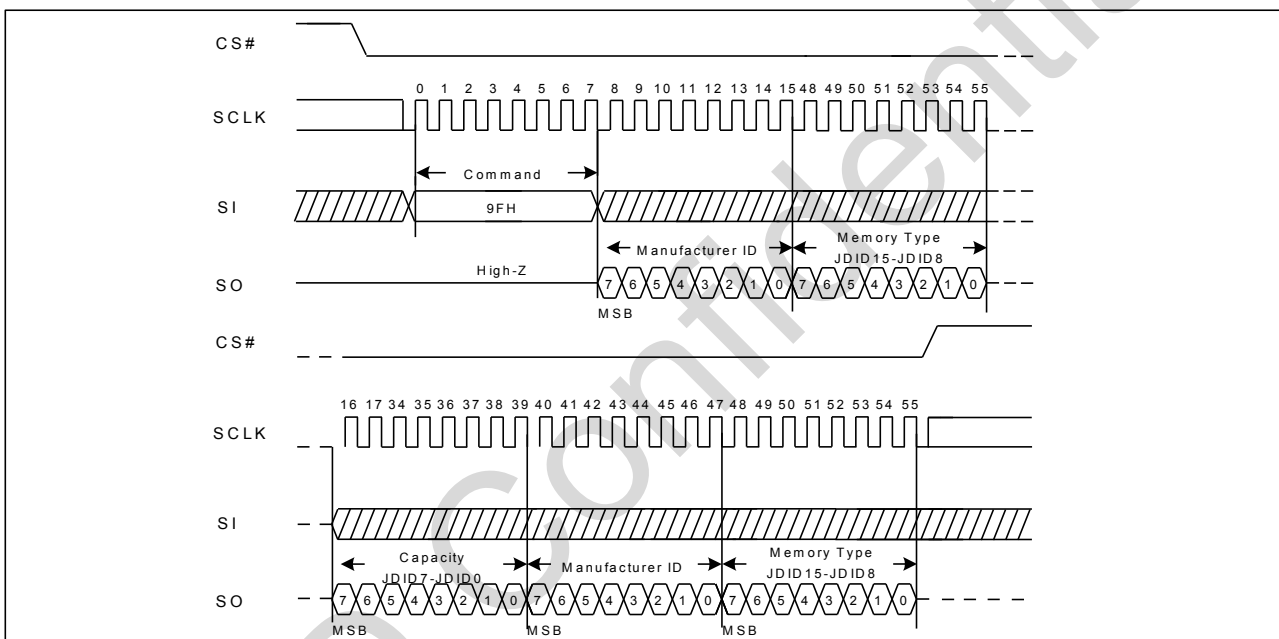 Confidential
CS#
0 1 2 3 4 5 6 7 8 9 10 11 12 13 14 15 48 49 50 51 52 53 54 55
SCLK
Command
SI
9FH
Manufacturer ID
Memory Type
JDID15-JDID8
High-Z
SO
7 6 5 4 3 2 1 0 7 6 5 4 3 2 1 0
MSB
CS#
16 17 34 35 36 37 38 39 40 41 42 43 44 45 46 47 48 49 50 51 52 53 54 55
SCLK
SI
Capacity
JDID7-JDID0
Manufacturer ID
Memory Type
JDID15-JDID8
SO
7 6 5 4 3 2 1 0 7 6 5 4 3 2 1 0 7 6 5 4 3 2 1 0
MSB MSB MSB